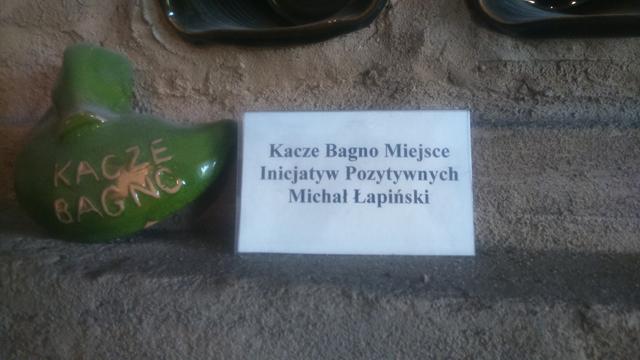 KACZE
BAGNO
Kacze Bagno Miejsce
Inicjatyw Pozytywnych
Michał Łapiński